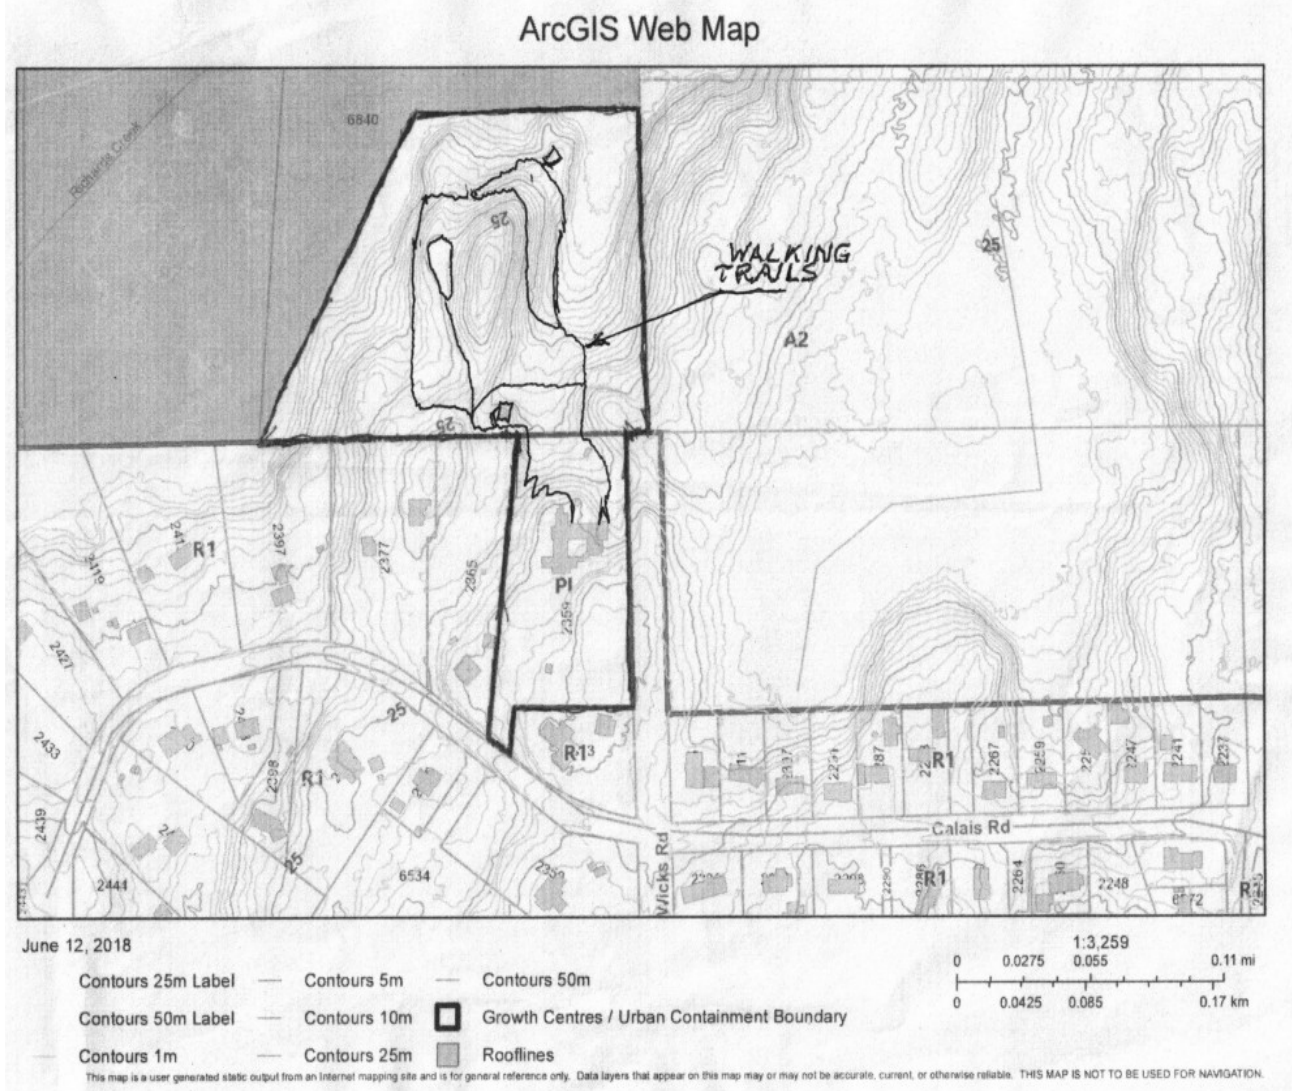 ArcGIS Web Map
6840
Richards Creek
25
WALKING
TRAILS
25
A2
25
R1
2397
2377
2365
2419
PI
2359
2427
25
2433
R13
R1
2267
2259
2247
2241
2237
2398
R1
2439
25
Calais Rd
Wicks Rd
2444
6534
R1
2264
2248
June 12, 2018
1:3,259
0 0.0275 0.055 0.11 mi
0 0.0425 0.085 0.17 km
Contours 25m Label Contours 5m Contours 50m
Contours 50m Label Contours 10m Growth Centres / Urban Containment Boundary
Contours 1m Contours 25m Rooflines
This map is a user generated static output from an Internet mapping site and is for general reference only. Data layers that appear on this map may or may not be accurate, current, or otherwise reliable. THIS MAP IS NOT TO BE USED FOR NAVIGATION.